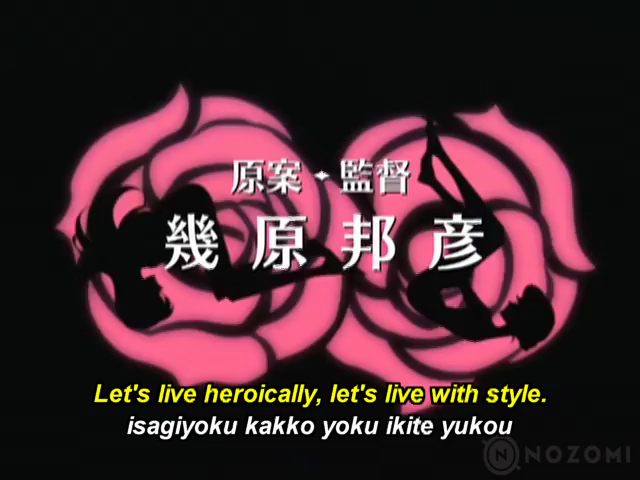 原案・監督
幾原邦彦
Let's live heroically, let's live with style.
isagiyoku kakko yoku ikite yukou
NOZOMI